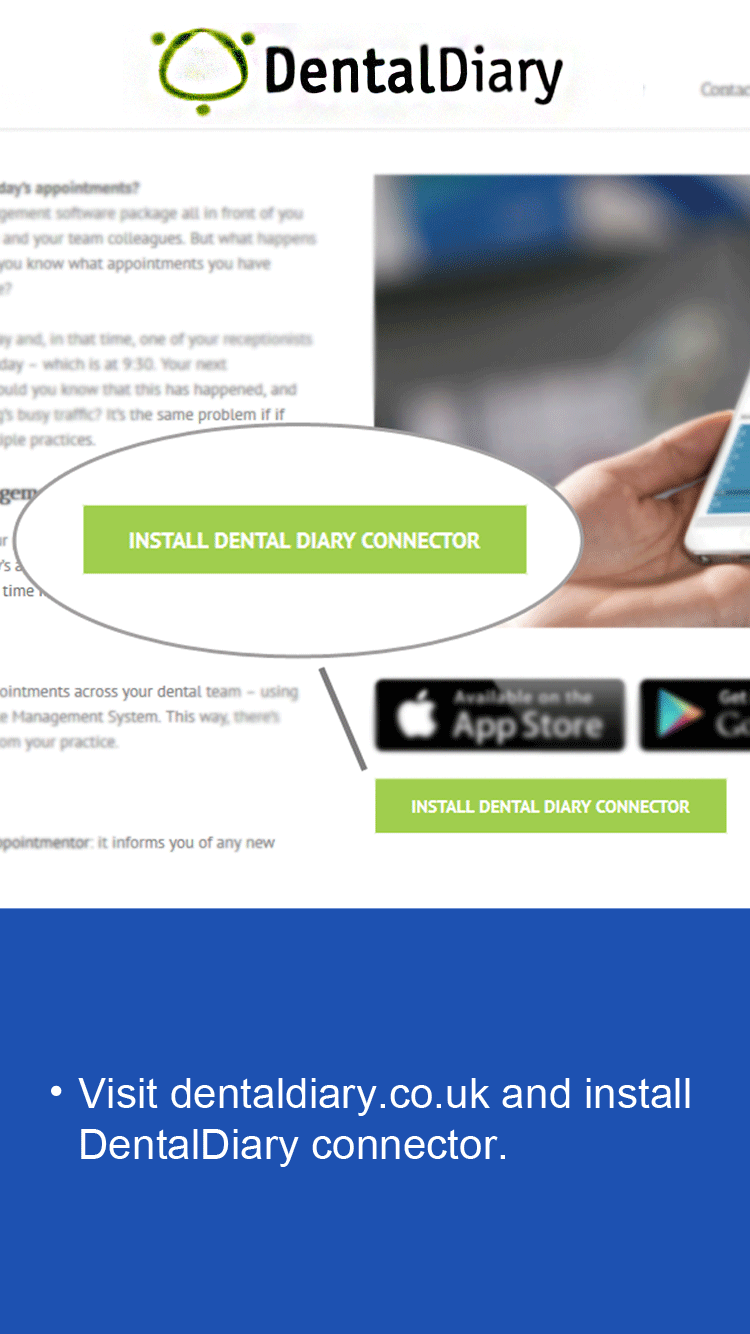 DentalDiary
Contac
day's appointments?
gement software package all in front of you
and your team colleagues. But what happens
you know what appointments you have
e?
ay and, in that time, one of your receptionists
day – which is at 9:30. Your next
ould you know that this has happened, and
g's busy traffic? It's the same problem if if
iple practices.
gem
INSTALL DENTAL DIARY CONNECTOR
ur
's a
time
ointments across your dental team – using
e Management System. This way, there's
om your practice.
Available on the
App Store
Get
Go
INSTALL DENTAL DIARY CONNECTOR
ppointmentor: it informs you of any new
• Visit dentaldiary.co.uk and install
DentalDiary connector.